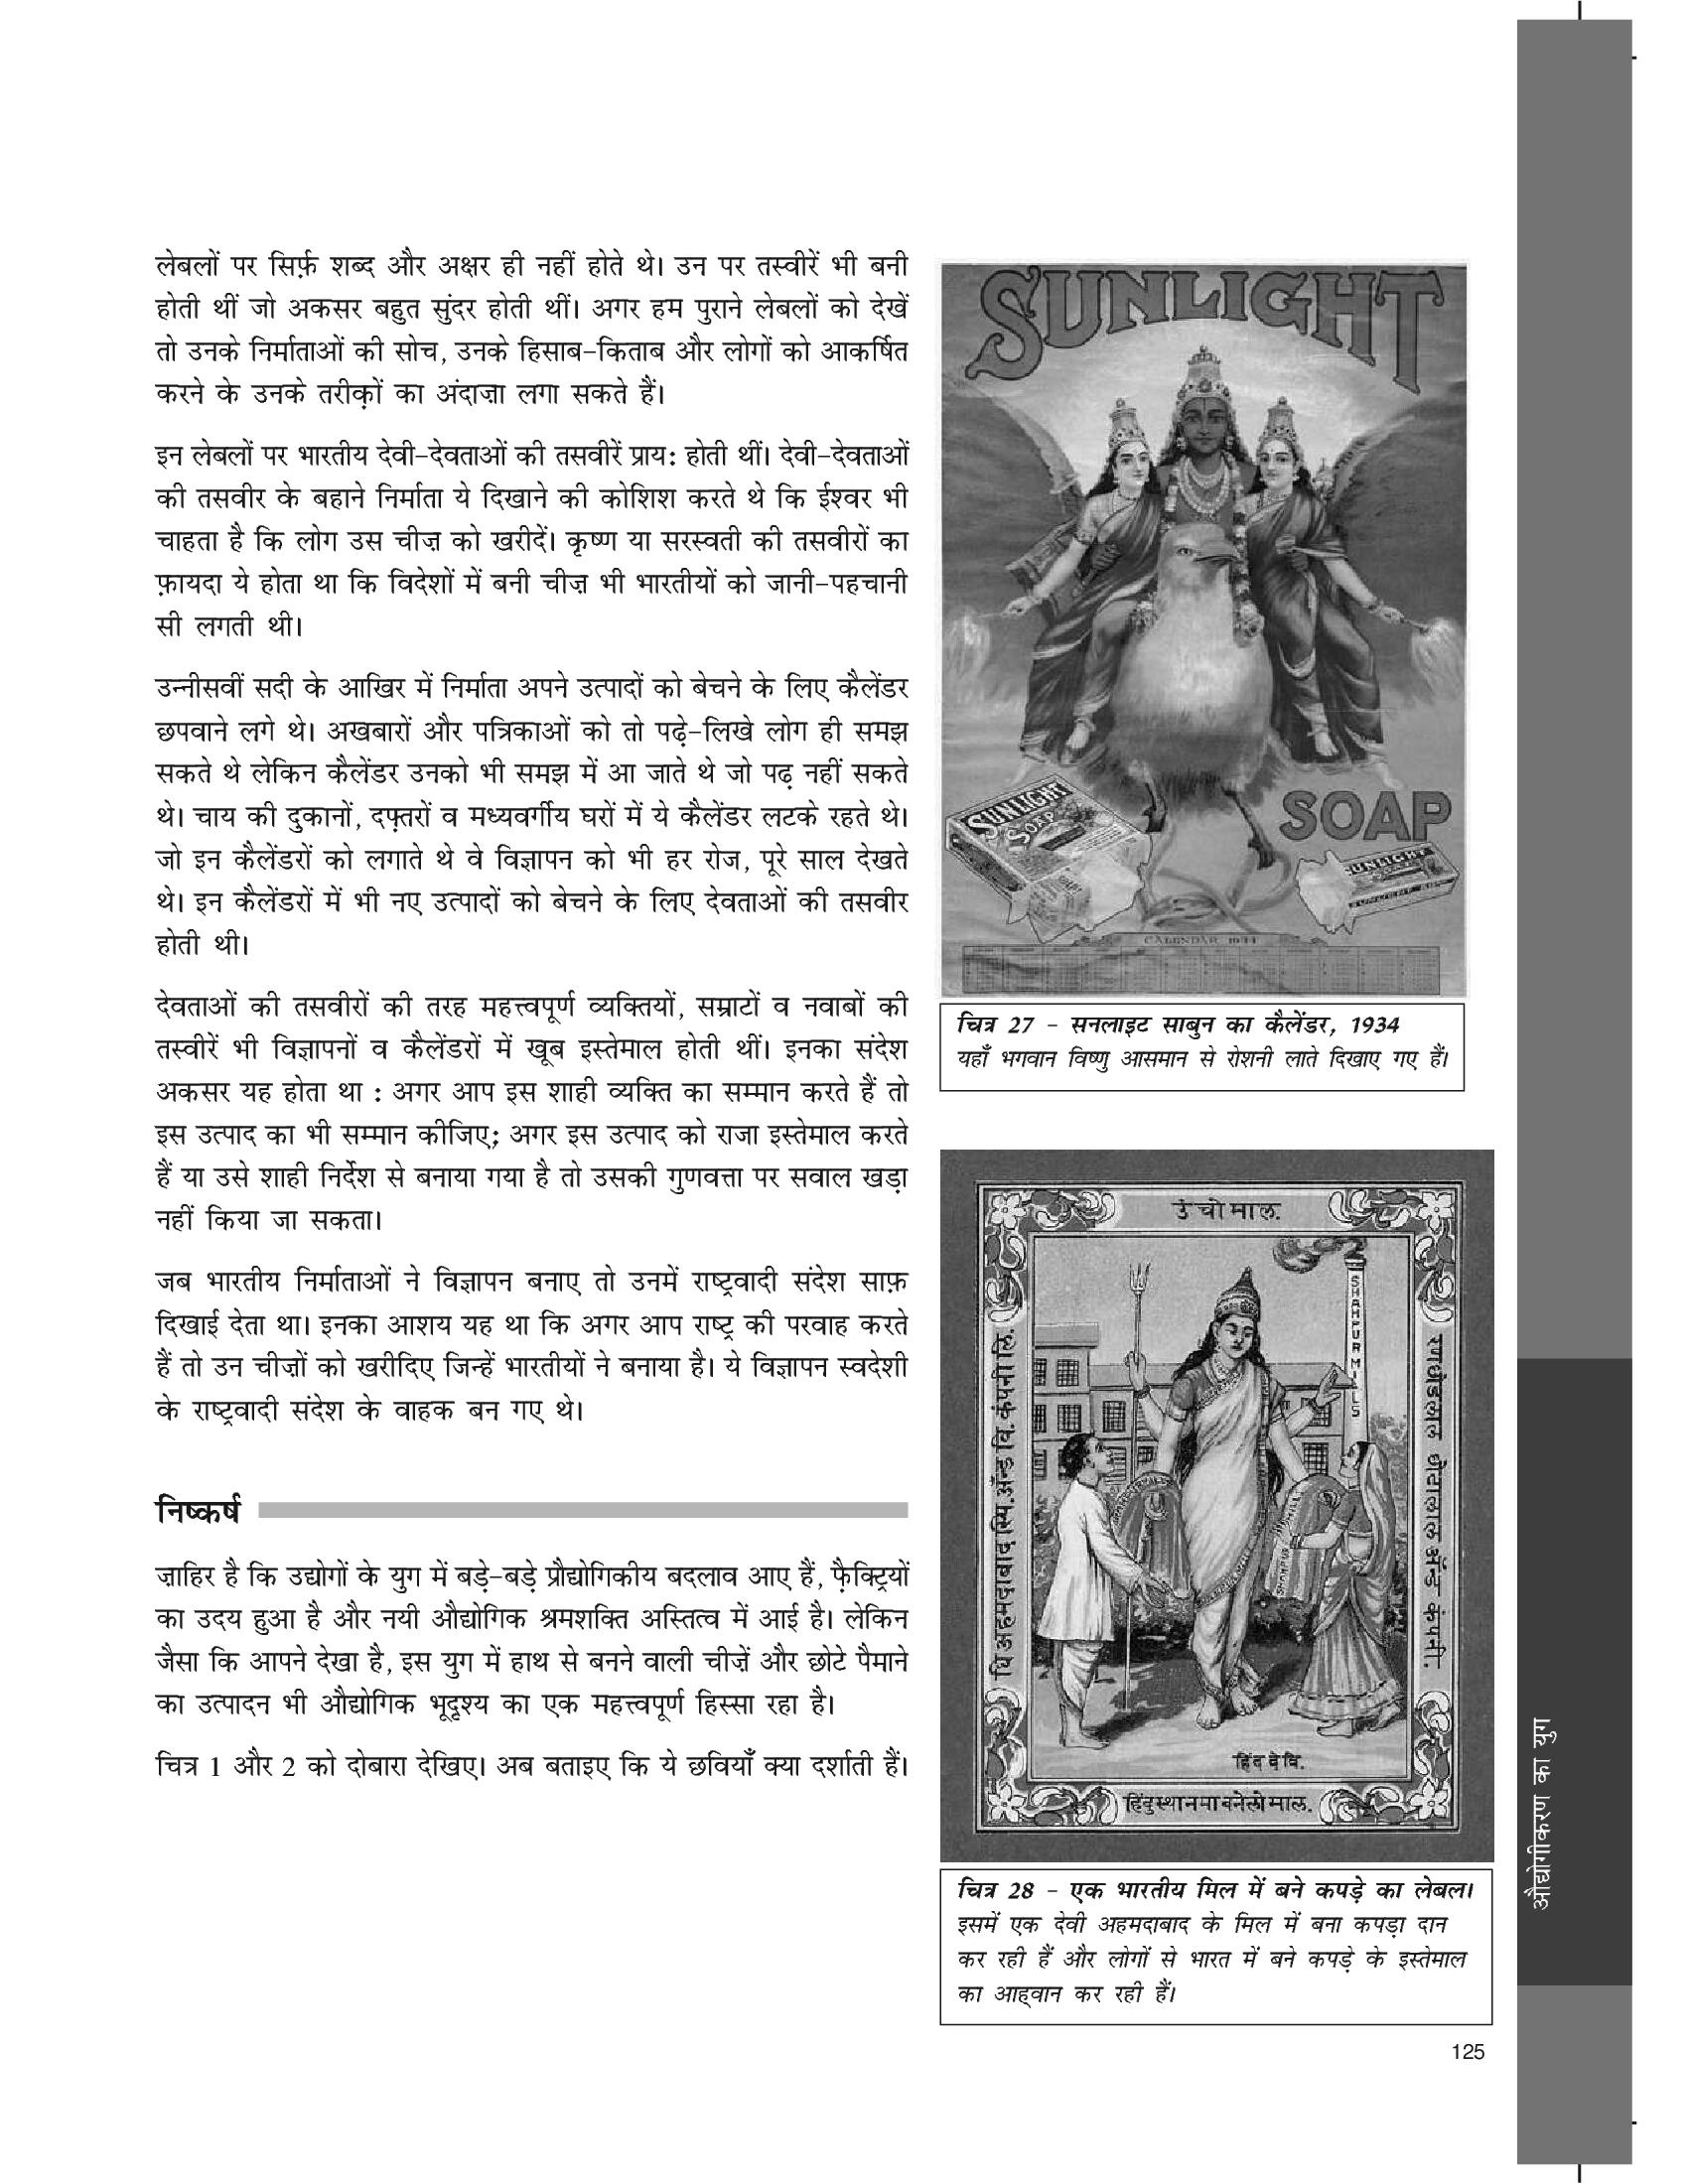 लेबलों पर सिर्फ़ शब्द और अक्षर ही नहीं होते थे। उन पर तस्वीरें भी बनी
होती थीं जो अकसर बहुत सुंदर होती थीं। अगर हम पुराने लेबलों को देखें
तो उनके निर्माताओं की सोच, उनके हिसाब-किताब और लोगों को आकर्षित
करने के उनके तरीक़ों का अंदाज़ा लगा सकते हैं।
इन लेबलों पर भारतीय देवी-देवताओं की तसवीरें प्राय: होती थीं। देवी-देवताओं
की तसवीर के बहाने निर्माता ये दिखाने की कोशिश करते थे कि ईश्वर भी
चाहता है कि लोग उस चीज़ को खरीदें। कृष्ण या सरस्वती की तसवीरों का
फ़ायदा ये होता था कि विदेशों में बनी चीज़ भी भारतीयों को जानी-पहचानी
सी लगती थी।
उन्नीसवीं सदी के आखिर में निर्माता अपने उत्पादों को बेचने के लिए कैलेंडर
छपवाने लगे थे। अखबारों और पत्रिकाओं को तो पढ़े-लिखे लोग ही समझ
सकते थे लेकिन कैलेंडर उनको भी समझ में आ जाते थे जो पढ़ नहीं सकते
थे। चाय की दुकानों, दफ़्तरों व मध्यवर्गीय घरों में ये कैलेंडर लटके रहते थे।
जो इन कैलेंडरों को लगाते थे वे विज्ञापन को भी हर रोज, पूरे साल देखते
थे। इन कैलेंडरों में भी नए उत्पादों को बेचने के लिए देवताओं की तसवीर
होती थी।
देवताओं की तसवीरों की तरह महत्त्वपूर्ण व्यक्तियों, सम्राटों व नवाबों की
तस्वीरें भी विज्ञापनों व कैलेंडरों में खूब इस्तेमाल होती थीं। इनका संदेश
अकसर यह होता था : अगर आप इस शाही व्यक्ति का सम्मान करते हैं तो
इस उत्पाद का भी सम्मान कीजिए; अगर इस उत्पाद को राजा इस्तेमाल करते
हैं या उसे शाही निर्देश से बनाया गया है तो उसकी गुणवत्ता पर सवाल खड़ा
नहीं किया जा सकता।
जब भारतीय निर्माताओं ने विज्ञापन बनाए तो उनमें राष्ट्रवादी संदेश साफ़
दिखाई देता था। इनका आशय यह था कि अगर आप राष्ट्र की परवाह करते
हैं तो उन चीज़ों को खरीदिए जिन्हें भारतीयों ने बनाया है। ये विज्ञापन स्वदेशी
के राष्ट्रवादी संदेश के वाहक बन गए थे।
निष्कर्ष
ज़ाहिर है कि उद्योगों के युग में बड़े-बड़े प्रौद्योगिकीय बदलाव आए हैं, फ़ैक्ट्रियों
का उदय हुआ है और नयी औद्योगिक श्रमशक्ति अस्तित्व में आई है। लेकिन
जैसा कि आपने देखा है, इस युग में हाथ से बनने वाली चीज़ें और छोटे पैमाने
का उत्पादन भी औद्योगिक भूदृश्य का एक महत्त्वपूर्ण हिस्सा रहा है।
चित्र 1 और 2 को दोबारा देखिए। अब बताइए कि ये छवियाँ क्या दर्शाती हैं।
SUNLIGHT
SOAP
SUNLIGHT
SOAP
SUNLIGHT
CALENDAR 1934
चित्र 27 - सनलाइट साबुन का कैलेंडर, 1934
यहाँ भगवान विष्णु आसमान से रोशनी लाते दिखाए गए हैं।
उंचो माल.
SHAHPUR MILLS
धि अहमदाबाद स्पि. ॲन्ड वि. कंपनी लि.
रणछोडलाल छोटालाल ॲन्ड कंपनी.
हिंद देवि.
हिंदुस्थानमा बनेलो माल.
चित्र 28 - एक भारतीय मिल में बने कपड़े का लेबल।
इसमें एक देवी अहमदाबाद के मिल में बना कपड़ा दान
कर रही हैं और लोगों से भारत में बने कपड़े के इस्तेमाल
का आह्वान कर रही हैं।
औद्योगीकरण का युग
125